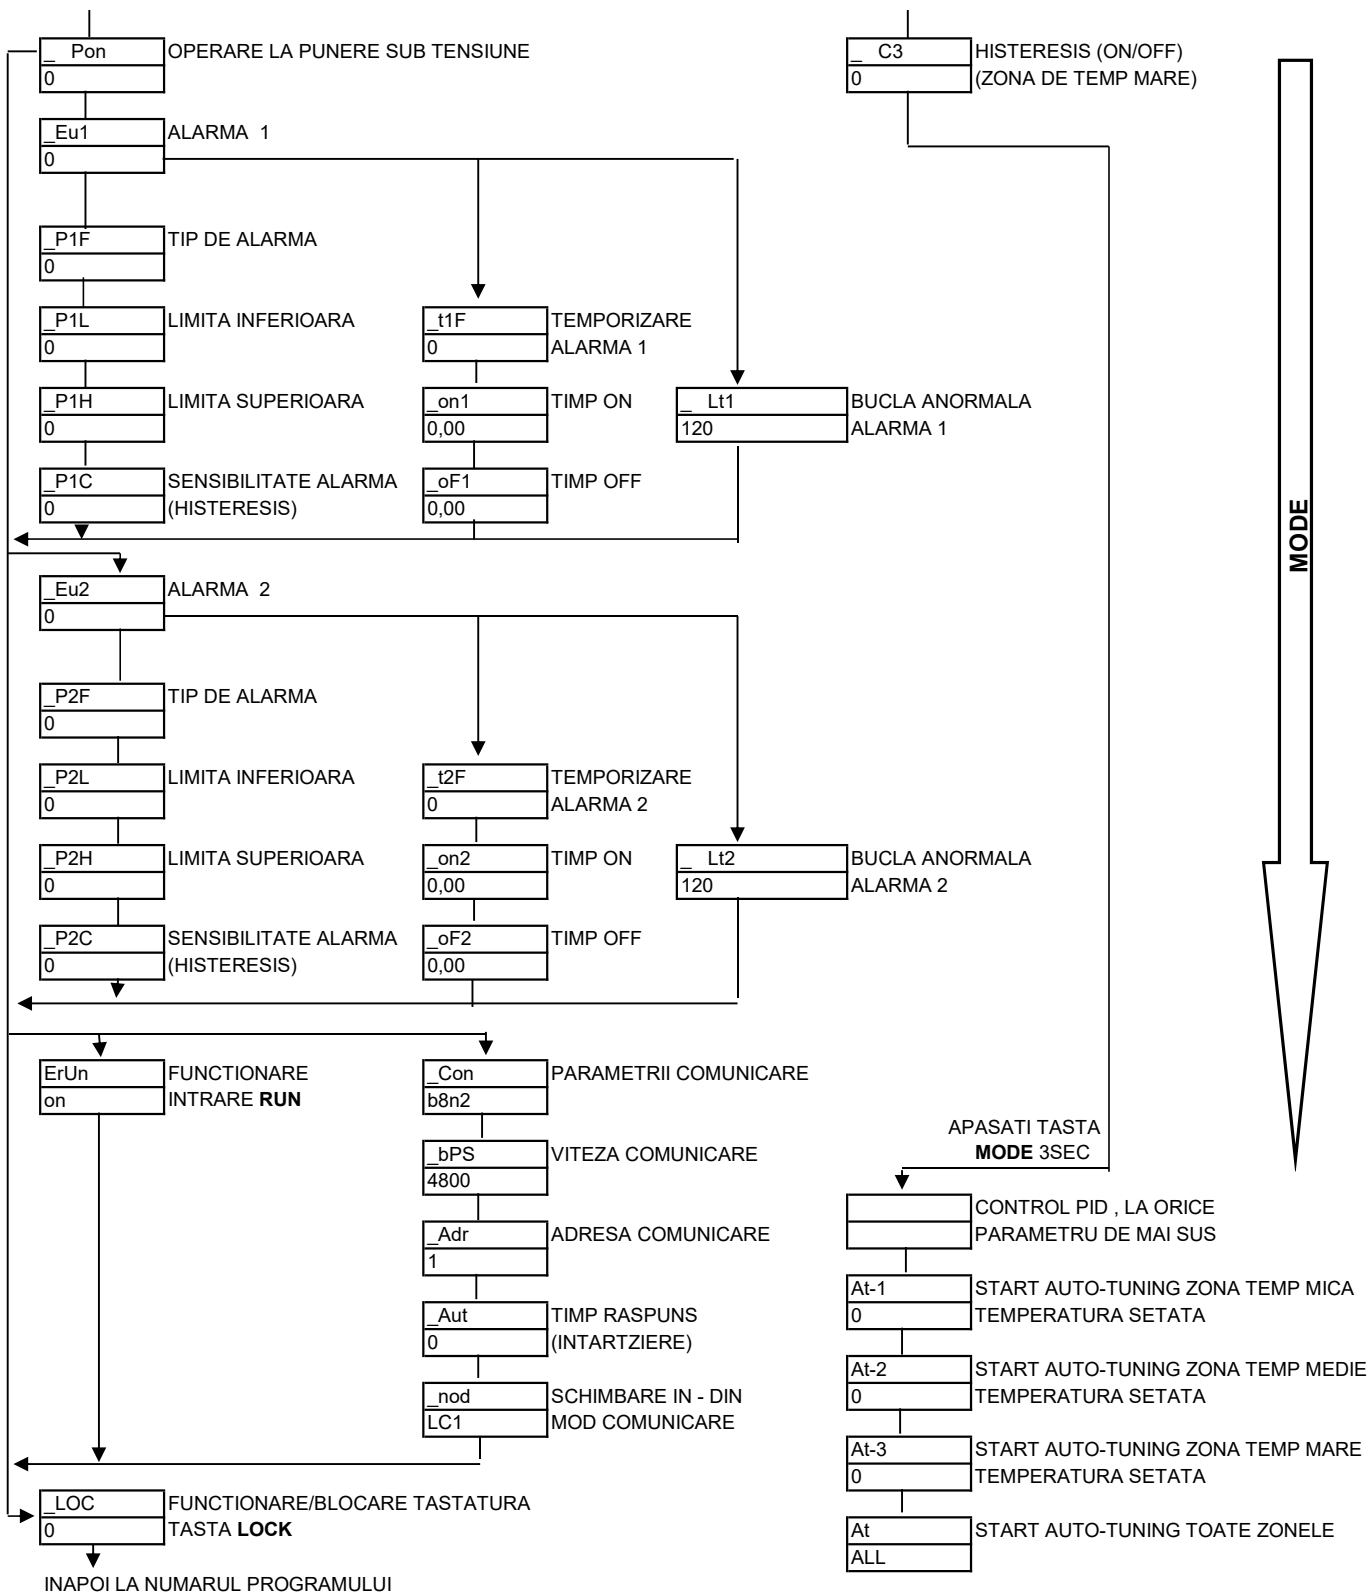 _ Pon
OPERARE LA PUNERE SUB TENSIUNE
0
_Eu1
ALARMA 1
0
_P1F
TIP DE ALARMA
0
_P1L
LIMITA INFERIOARA
0
_P1H
LIMITA SUPERIOARA
0
_P1C
SENSIBILITATE ALARMA
0
(HISTERESIS)
_t1F
TEMPORIZARE
0
ALARMA 1
_on1
TIMP ON
0,00
_oF1
TIMP OFF
0,00
_ Lt1
BUCLA ANORMALA
120
ALARMA 1
_Eu2
ALARMA 2
0
_P2F
TIP DE ALARMA
0
_P2L
LIMITA INFERIOARA
0
_P2H
LIMITA SUPERIOARA
0
_P2C
SENSIBILITATE ALARMA
0
(HISTERESIS)
_t2F
TEMPORIZARE
0
ALARMA 2
_on2
TIMP ON
0,00
_oF2
TIMP OFF
0,00
_ Lt2
BUCLA ANORMALA
120
ALARMA 2
ErUn
FUNCTIONARE
on
INTRARE RUN
_Con
PARAMETRII COMUNICARE
b8n2
_bPS
VITEZA COMUNICARE
4800
_Adr
ADRESA COMUNICARE
1
_Aut
TIMP RASPUNS
0
(INTARTZIERE)
_nod
SCHIMBARE IN - DIN
LC1
MOD COMUNICARE
_LOC
FUNCTIONARE/BLOCARE TASTATURA
0
TASTA LOCK
INAPOI LA NUMARUL PROGRAMULUI
_ C3
HISTERESIS (ON/OFF)
0
(ZONA DE TEMP MARE)
MODE
APASATI TASTA
MODE 3SEC
CONTROL PID , LA ORICE
PARAMETRU DE MAI SUS
At-1
START AUTO-TUNING ZONA TEMP MICA
0
TEMPERATURA SETATA
At-2
START AUTO-TUNING ZONA TEMP MEDIE
0
TEMPERATURA SETATA
At-3
START AUTO-TUNING ZONA TEMP MARE
0
TEMPERATURA SETATA
At
START AUTO-TUNING TOATE ZONELE
ALL